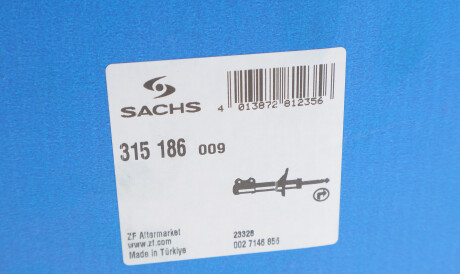 SACHS
4 013872 812356
315 186 009
ZF Aftermarket
www.zf.com
Made in Türkiye
23328
002 7146 855